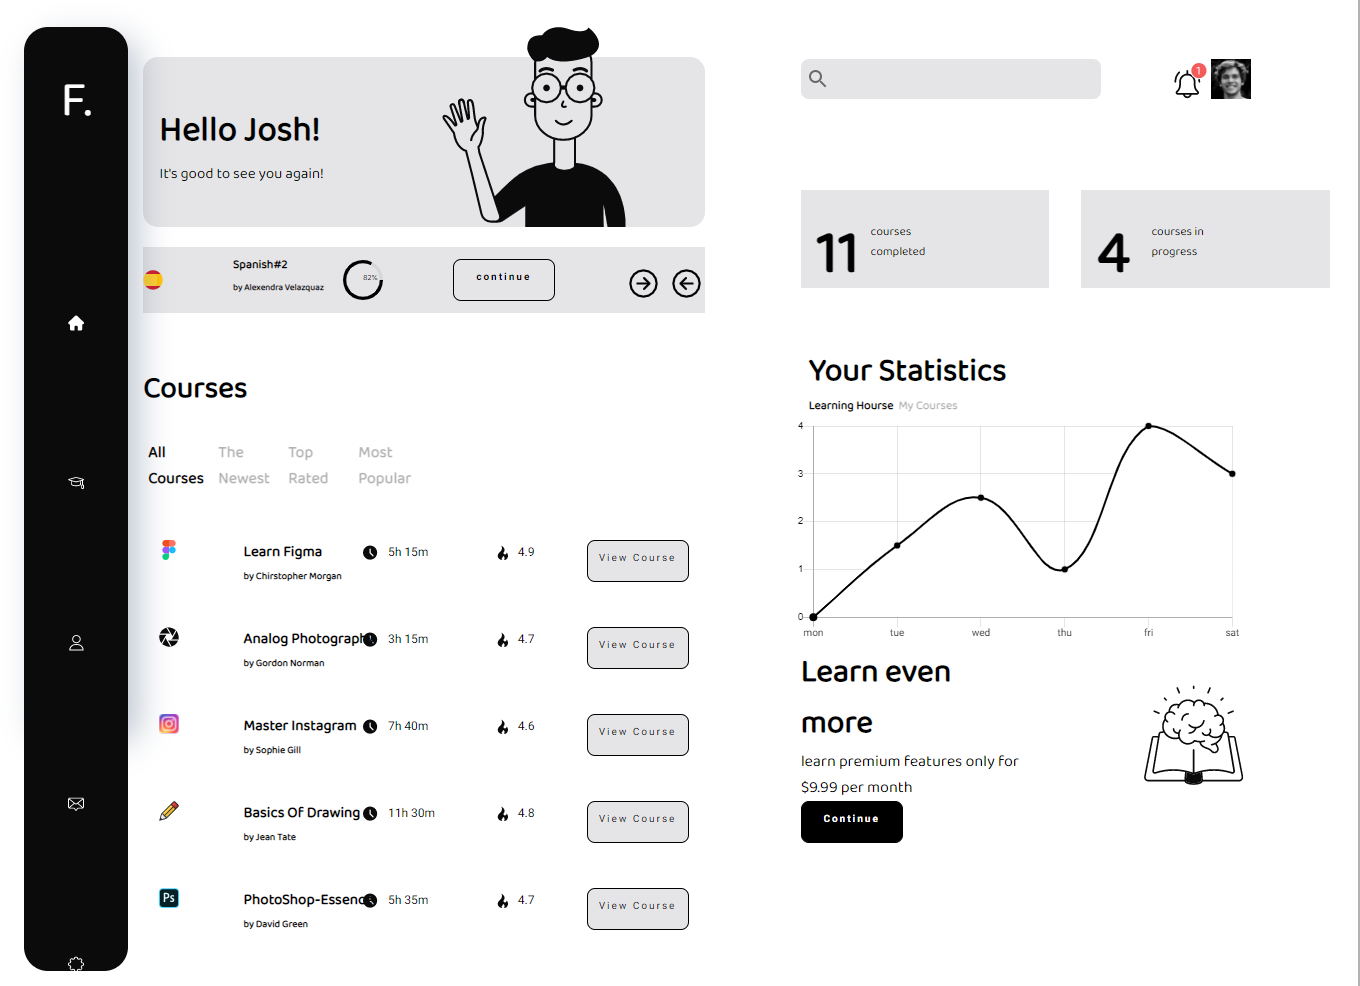 F.
Hello Josh!
It's good to see you again!
1
Spanish#2
by Alexendra Velazquaz
82%
continue
11
courses
completed
4
courses in
progress
Courses
All
Courses
The
Newest
Top
Rated
Most
Popular
Learn Figma
by Chirstopher Morgan
5h 15m
4.9
View Course
Analog Photograph
by Gordon Norman
3h 15m
4.7
View Course
Master Instagram
by Sophie Gill
7h 40m
4.6
View Course
Basics Of Drawing
by Jean Tate
11h 30m
4.8
View Course
Ps
PhotoShop-Essenc
by David Green
5h 35m
4.7
View Course
Your Statistics
Learning Hourse My Courses
4
3
2
1
0
mon tue wed thu fri sat
Learn even
more
learn premium features only for
$9.99 per month
Continue